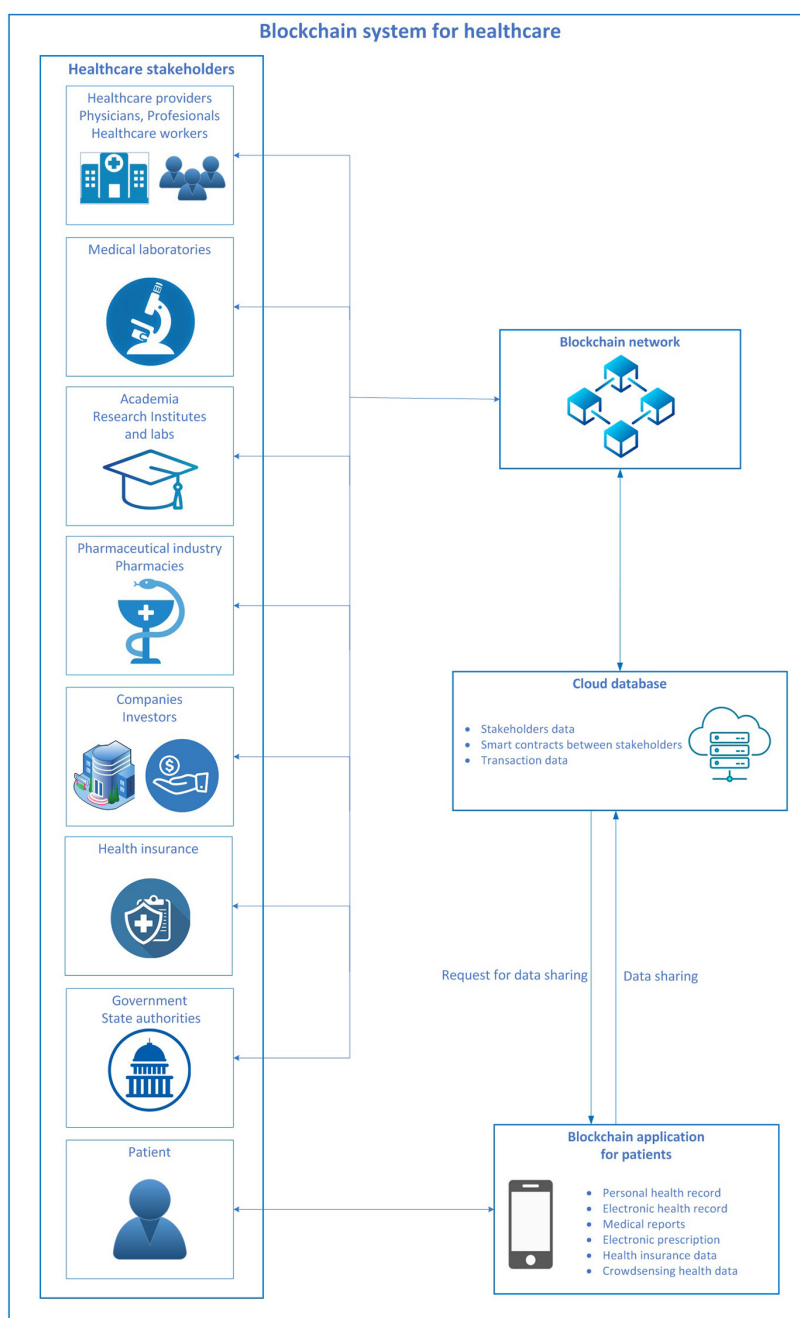 Blockchain system for healthcare
Healthcare stakeholders
Healthcare providers
Physicians, Profesionals
Healthcare workers
Medical laboratories
Academia
Research Institutes
and labs
Pharmaceutical industry
Pharmacies
Companies
Investors
$
Health insurance
Government
State authorities
Patient
Blockchain network
Cloud database
Stakeholders data
Smart contracts between stakeholders
Transaction data
Request for data sharing
Data sharing
Blockchain application
for patients
Personal health record
Electronic health record
Medical reports
Electronic prescription
Health insurance data
Crowdsensing health data